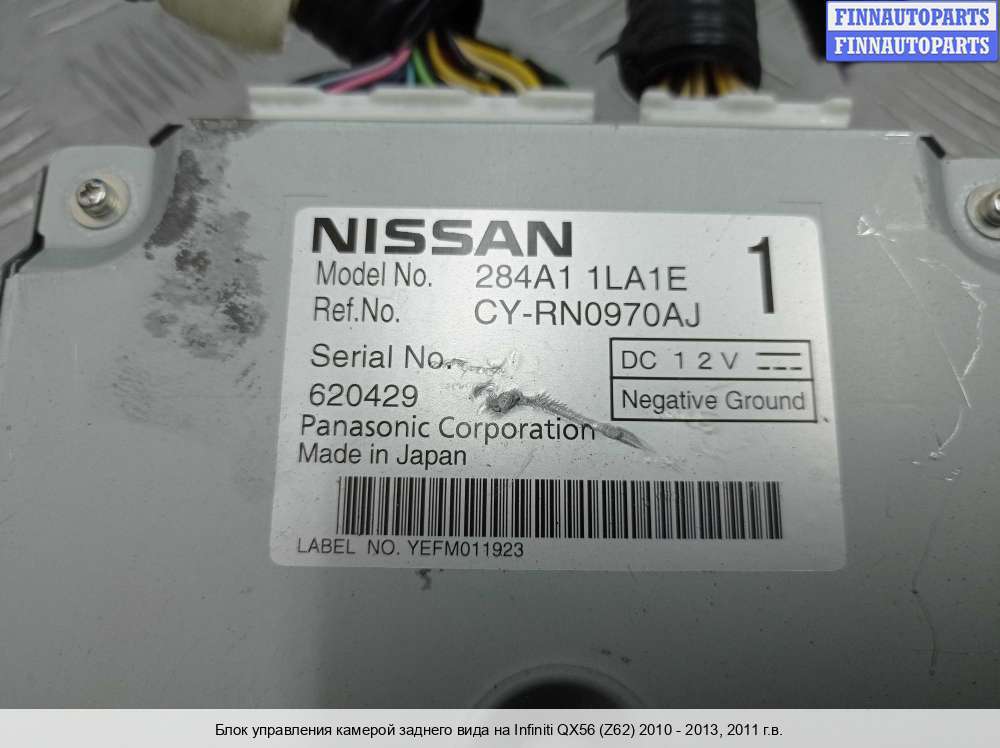 FINNAUTOPARTS
FINNAUTOPARTS
NISSAN 1
Model No. 284A1 1LA1E
Ref.No. CY-RN0970AJ
Serial No.
620429
DC 12V
Negative Ground
Panasonic Corporation
Made in Japan
LABEL NO. YEFM011923
Блок управления камерой заднего вида на Infiniti QX56 (Z62) 2010 - 2013, 2011 г.в.